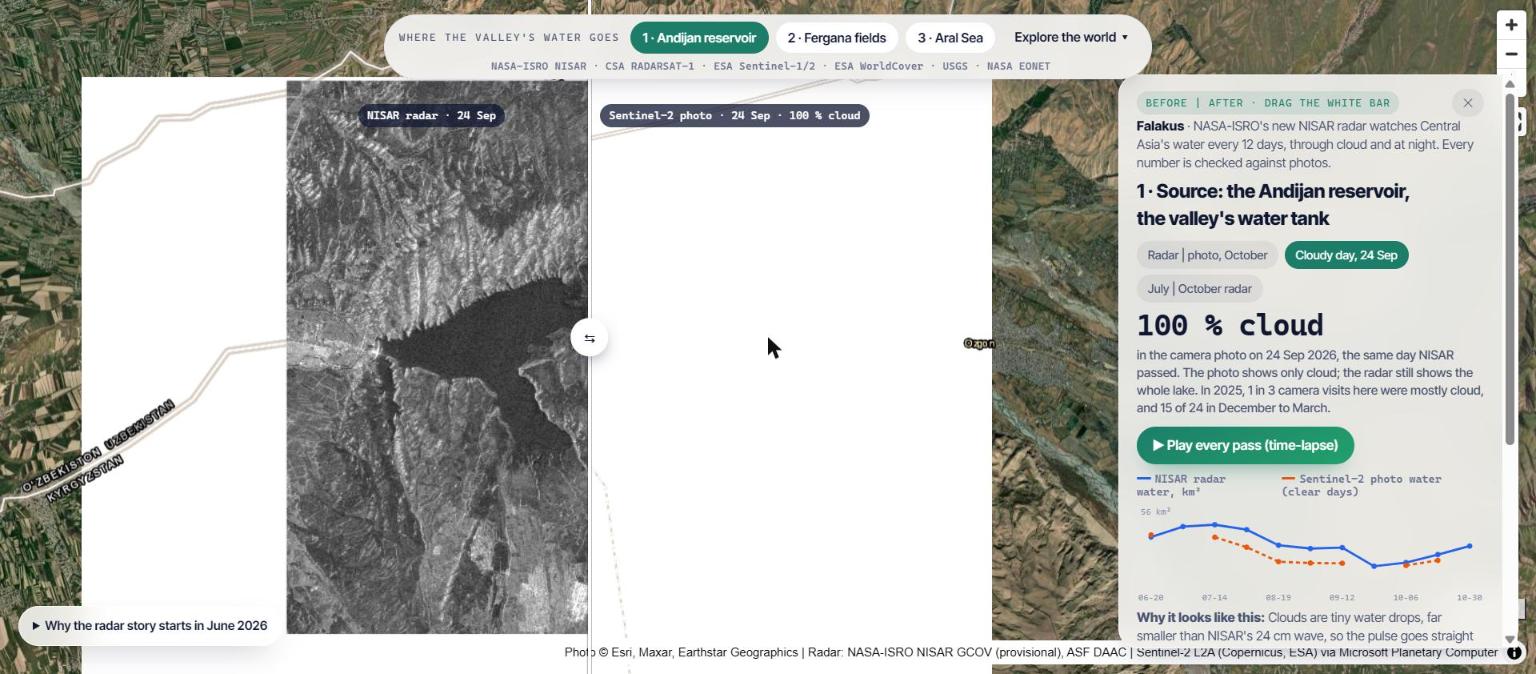 WHERE THE VALLEY'S WATER GOES
1 · Andijan reservoir
2 · Fergana fields
3 · Aral Sea
Explore the world ▾
NASA-ISRO NISAR · CSA RADARSAT-1 · ESA Sentinel-1/2 · ESA WorldCover · USGS · NASA EONET
NISAR radar · 24 Sep
Sentinel-2 photo · 24 Sep · 100 % cloud
Ozgon
O'ZBEKISTON UZBEKISTAN
KYRGYZSTAN
▶ Why the radar story starts in June 2026
BEFORE | AFTER · DRAG THE WHITE BAR
Falakus · NASA-ISRO's new NISAR radar watches Central
Asia's water every 12 days, through cloud and at night. Every
number is checked against photos.
1 · Source: the Andijan reservoir,
the valley's water tank
Radar | photo, October
Cloudy day, 24 Sep
July | October radar
100 % cloud
in the camera photo on 24 Sep 2026, the same day NISAR
passed. The photo shows only cloud; the radar still shows the
whole lake. In 2025, 1 in 3 camera visits here were mostly cloud,
and 15 of 24 in December to March.
▶ Play every pass (time-lapse)
NISAR radar
water, km²
Sentinel-2 photo water
(clear days)
56 km²
06-20 07-14 08-19 09-12 10-06 10-30
Why it looks like this: Clouds are tiny water drops, far
smaller than NISAR's 24 cm wave, so the pulse goes straight
Photo © Esri, Maxar, Earthstar Geographics | Radar: NASA-ISRO NISAR GCOV (provisional), ASF DAAC | Sentinel-2 L2A (Copernicus, ESA) via Microsoft Planetary Computer